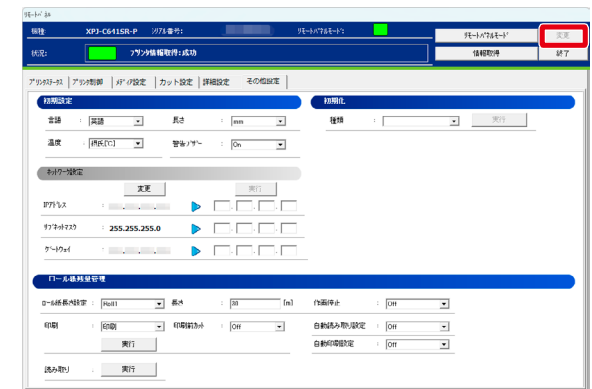 ﾘﾓｰﾄﾊﾟﾈﾙ
機種: XPJ-C641SR-P ｼﾘｱﾙ番号: ﾘﾓｰﾄﾊﾟﾈﾙﾓｰﾄﾞ: ﾘﾓｰﾄﾊﾟﾈﾙﾓｰﾄﾞ 変更
状況: ﾌﾟﾘﾝﾀ情報取得:成功 情報取得 終了
ﾌﾟﾘﾝﾀｽﾃｰﾀｽ ﾌﾟﾘﾝﾀ制御 ﾒﾃﾞｨｱ設定 カット設定 詳細設定 その他設定
初期設定 初期化
言語 : 英語 長さ : mm 種類 : 実行
温度 : 摂氏[℃] 警告ﾌﾞｻﾞｰ : On
ﾈｯﾄﾜｰｸ設定
変更 実行
IPｱﾄﾞﾚｽ :
ｻﾌﾞﾈｯﾄﾏｽｸ : 255.255.255.0
ｹﾞｰﾄｳｪｲ :
ロール紙残量管理
ﾛｰﾙ紙長さ設定 : Roll1 長さ : 30 [m] 作画停止 : Off
印刷 : 印刷 印刷前ｶｯﾄ : Off 自動読み取り設定 : Off
実行 自動印刷設定 : Off
読み取り : 実行